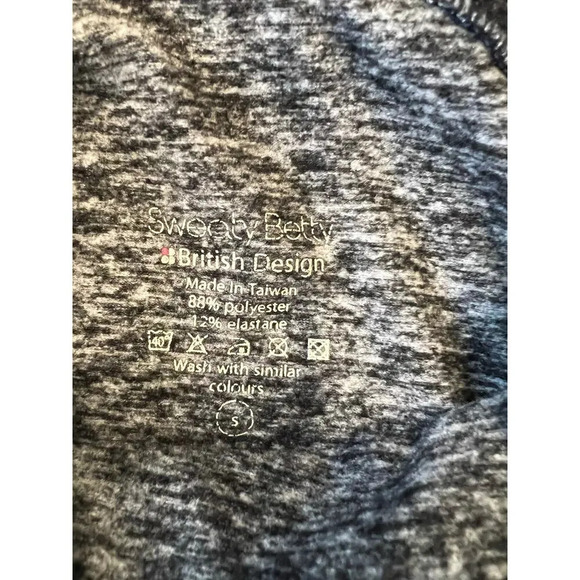 Sweaty Betty
British Design
Made In Taiwan
88% polyester
12% elastane
40
Wash with similar
colours
S